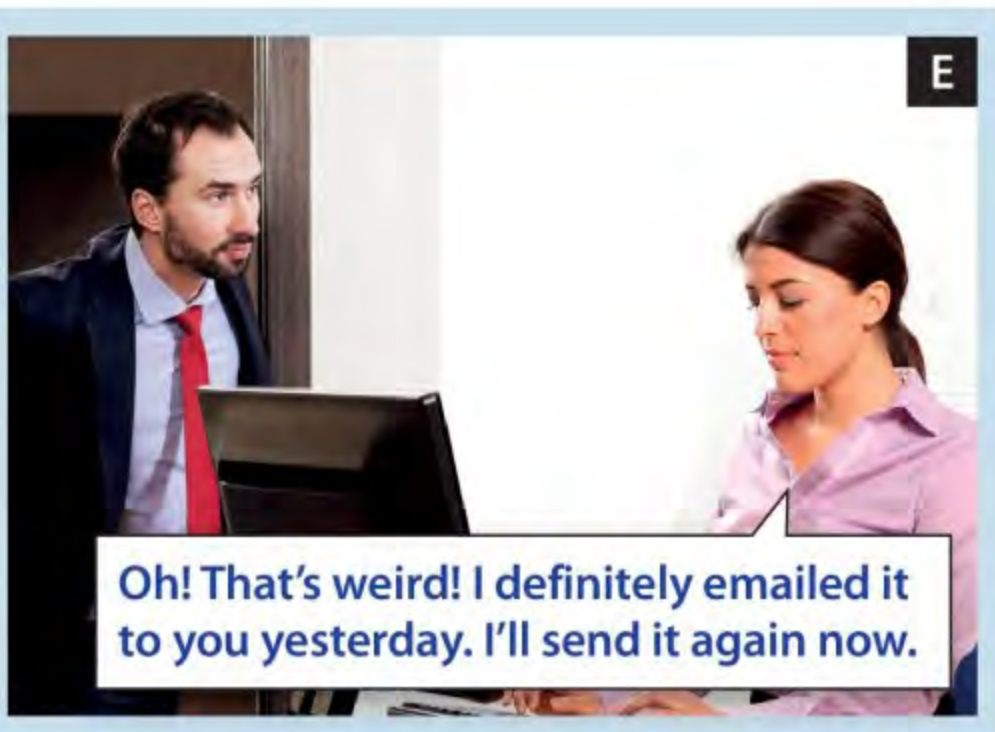 E
Oh! That's weird! I definitely emailed it
to you yesterday. I'll send it again now.